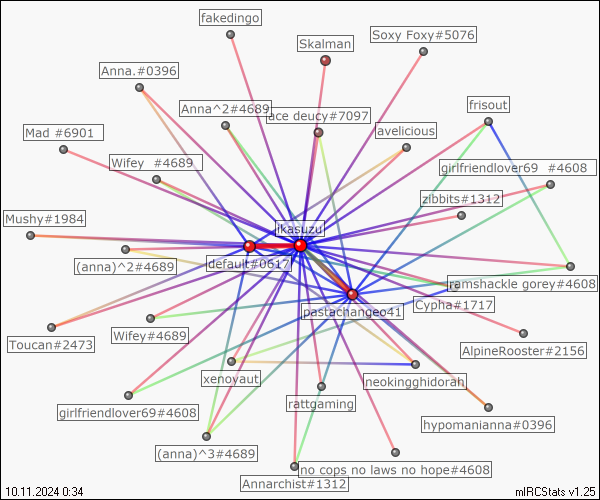 fakedingo
Skalman
Soxy Foxy#5076
Anna.#0396
frisout
Anna^2#4689
ace deucy#7097
avelicious
Mad #6901
Wifey #4689
girlfriendlover69 #4608
zibbits#1312
Mushy#1984
ikasuzu
(anna)^2#4689
default#0617
ramshackle gorey#4608
Cypha#1717
pastachangeo41
Toucan#2473
Wifey#4689
AlpineRooster#2156
xenoyaut
neokingghidorah
rattgaming
girlfriendlover69#4608
hypomanianna#0396
(anna)^3#4689
no cops no laws no hope#4608
Annarchist#1312
10.11.2024 0:34
mIRCStats v1.25